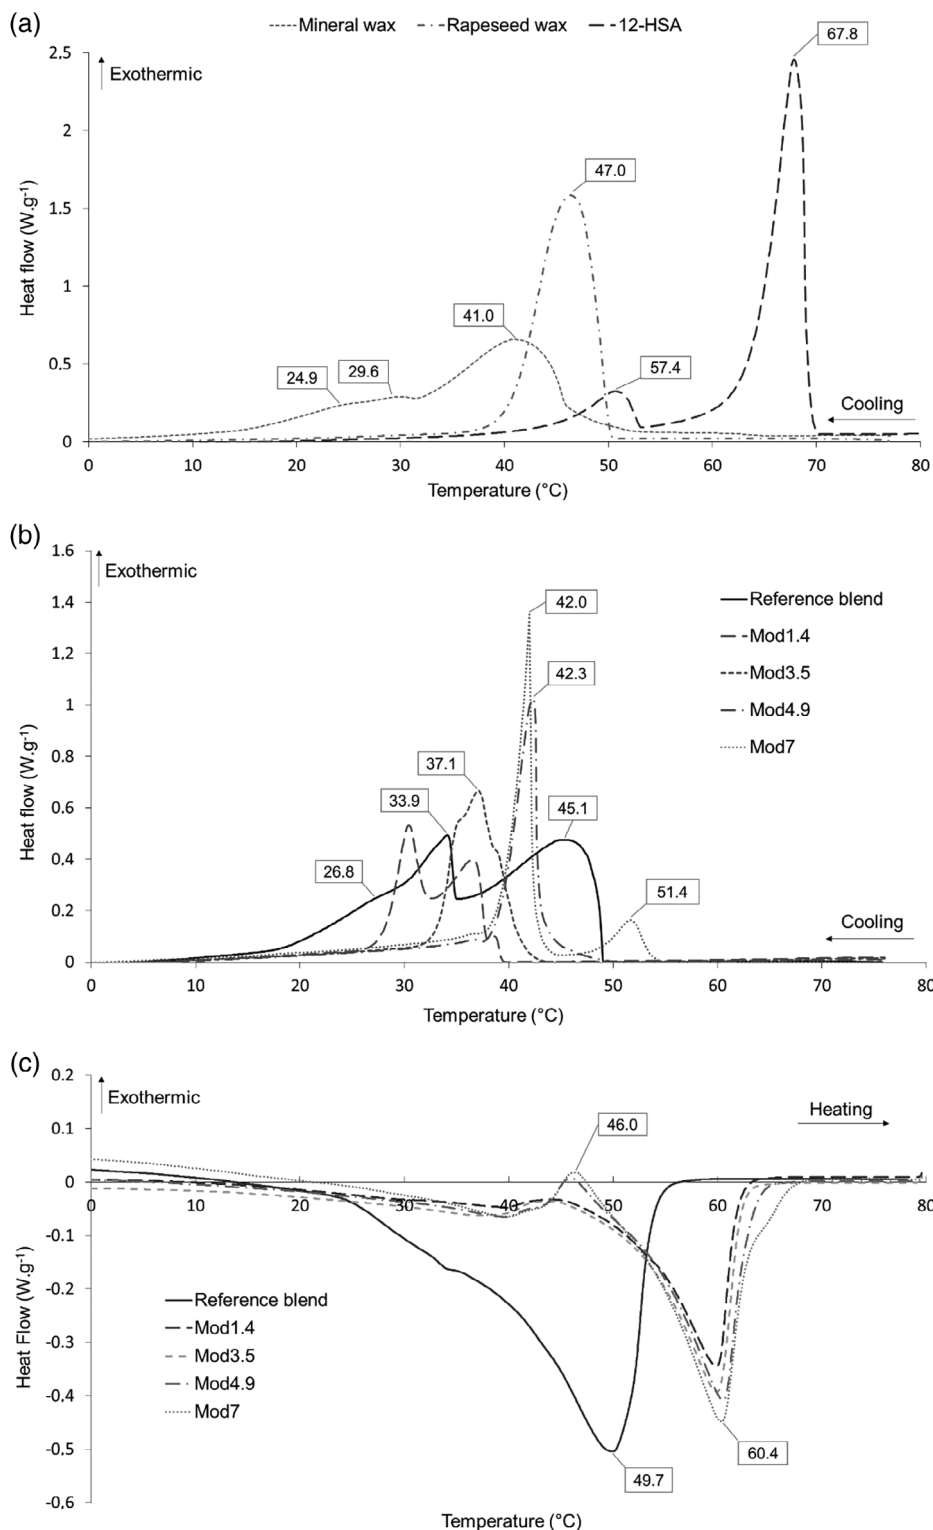 (a)
Mineral wax
Rapeseed wax
12-HSA
67.8
2.5
Exothermic
2
47.0
1.5
Heat flow (W.g-1)
1
41.0
29.6
57.4
24.9
0.5
Cooling
0
0 10 20 30 40 50 60 70 80
Temperature (°C)
(b)
1.6
Exothermic
1.4
42.0
Reference blend
1,2
Mod1.4
42.3
Mod3.5
1
Mod4.9
Heat flow (W.g-1)
37.1
Mod7
0.8
33.9
45.1
0.6
26.8
0.4
51.4
0.2
Cooling
0
0 10 20 30 40 50 60 70 80
Temperature (°C)
(c)
0.2
Exothermic
Heating
0.1
46.0
0
0 10 20 30 40 50 60 70 80
-0.1
-0.2
Heat Flow (W.g-1)
Reference blend
-0.3
Mod1.4
Mod3.5
-0.4
Mod4.9
Mod7
60.4
-0.5
49.7
-0,6
Temperature (°C)